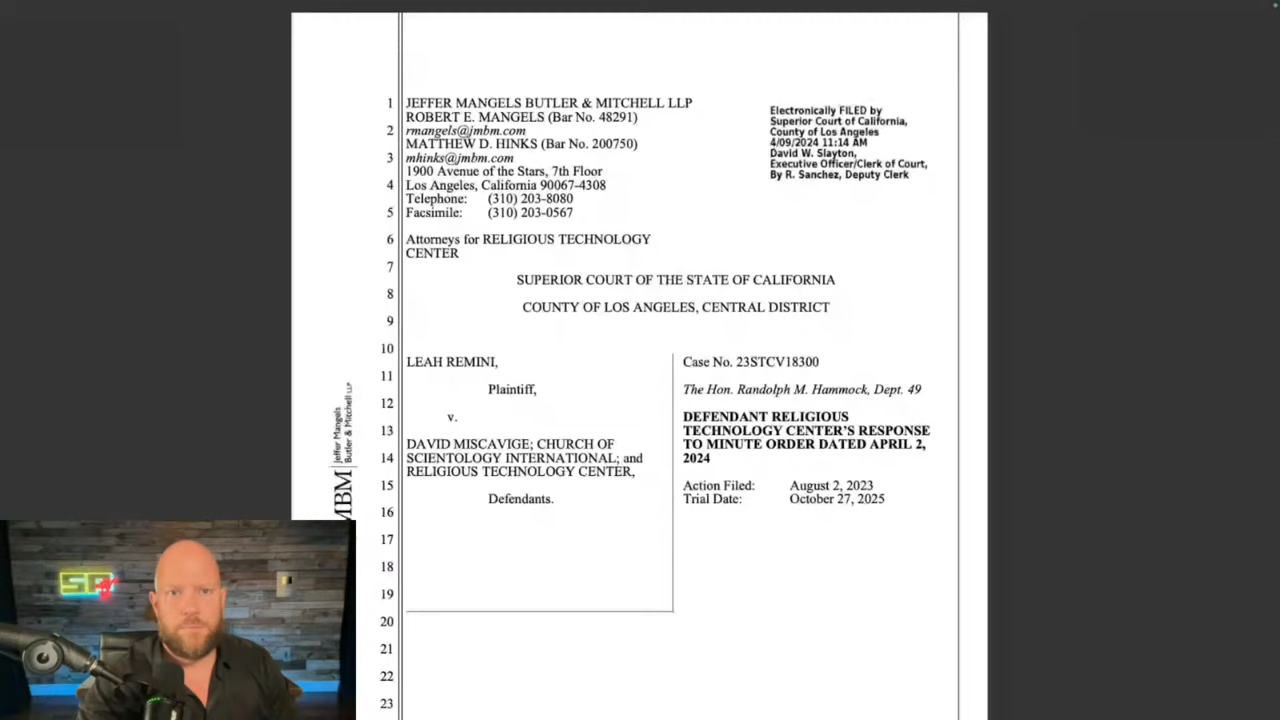 1 JEFFER MANGELS BUTLER & MITCHELL LLP
ROBERT E. MANGELS (Bar No. 48291)
2 rmangels@jmbm.com
MATTHEW D. HINKS (Bar No. 200750)
3 mhinks@jmbm.com
1900 Avenue of the Stars, 7th Floor
4 Los Angeles, California 90067-4308
Telephone: (310) 203-8080
5 Facsimile: (310) 203-0567
Electronically FILED by
Superior Court of California,
County of Los Angeles
4/09/2024 11:14 AM
David W. Slayton,
Executive Officer/Clerk of Court,
By R. Sanchez, Deputy Clerk
6 Attorneys for RELIGIOUS TECHNOLOGY
CENTER
7
SUPERIOR COURT OF THE STATE OF CALIFORNIA
8
COUNTY OF LOS ANGELES, CENTRAL DISTRICT
9
10
LEAH REMINI,
11
Plaintiff,
12
v.
13
DAVID MISCAVIGE; CHURCH OF
14 SCIENTOLOGY INTERNATIONAL; and
RELIGIOUS TECHNOLOGY CENTER,
15
Defendants.
16
Case No. 23STCV18300
The Hon. Randolph M. Hammock, Dept. 49
DEFENDANT RELIGIOUS
TECHNOLOGY CENTER'S RESPONSE
TO MINUTE ORDER DATED APRIL 2,
2024
Action Filed: August 2, 2023
Trial Date: October 27, 2025
17
18
19
20
21
22
23
Jeffer Mangels
Butler & Mitchell LLP
MBM